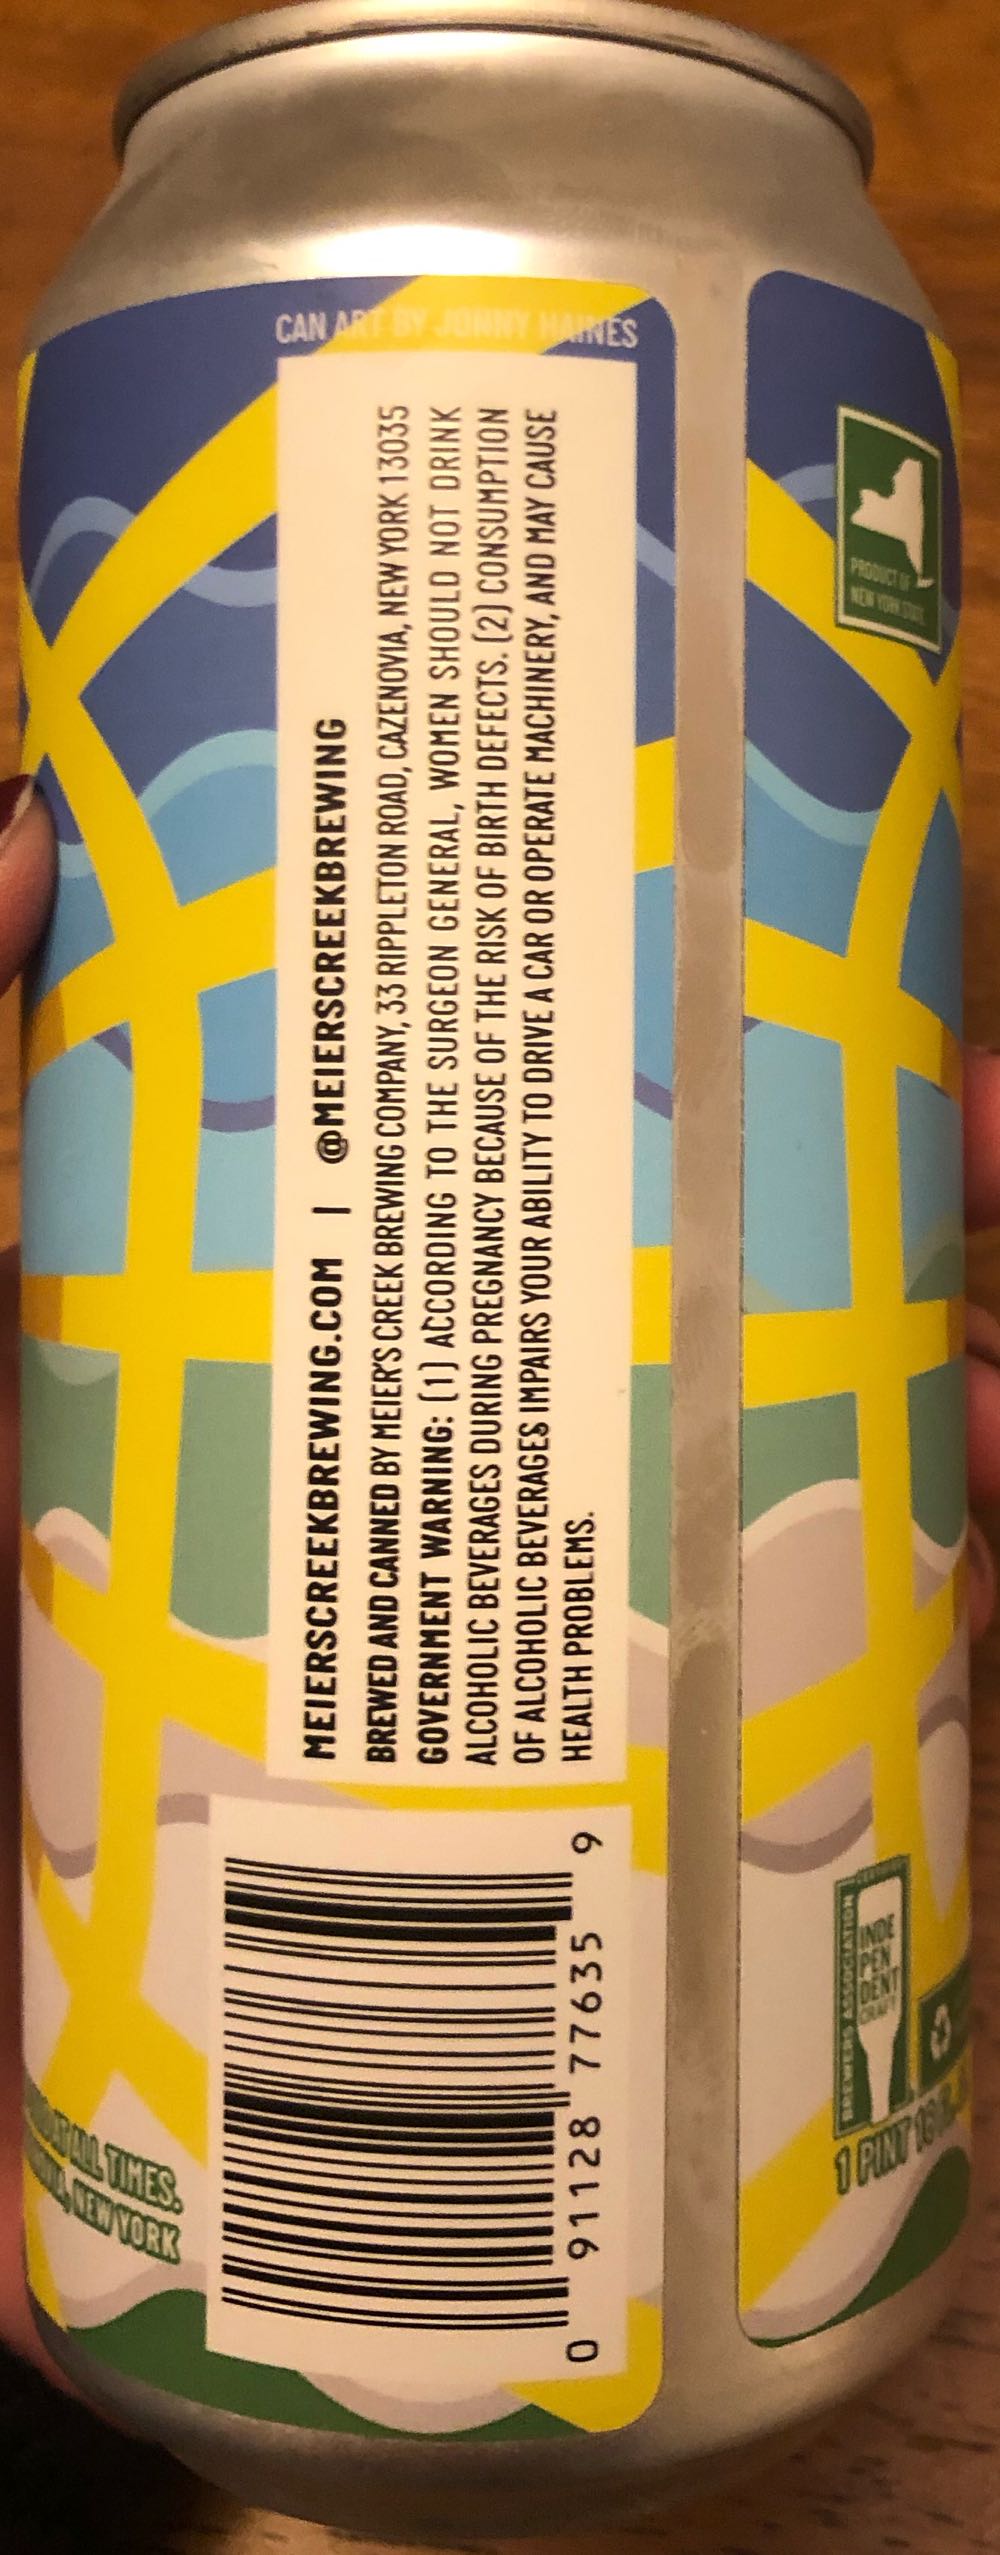 CAN ART BY JONNY HAINES
MEIERSCREEKBREWING.COM | @MEIERSCREEKBREWING
BREWED AND CANNED BY MEIER'S CREEK BREWING COMPANY, 33 RIPPLETON ROAD, CAZENOVIA, NEW YORK 13035
GOVERNMENT WARNING: (1) ACCORDING TO THE SURGEON GENERAL, WOMEN SHOULD NOT DRINK
ALCOHOLIC BEVERAGES DURING PREGNANCY BECAUSE OF THE RISK OF BIRTH DEFECTS. (2) CONSUMPTION
OF ALCOHOLIC BEVERAGES IMPAIRS YOUR ABILITY TO DRIVE A CAR OR OPERATE MACHINERY, AND MAY CAUSE
HEALTH PROBLEMS.
0 91128 77635 9
AT ALL TIMES.
NEW YORK
PRODUCT OF
NEW YORK STATE
BREWERS ASSOCIATION
CERTIFIED
INDE
PEN
DENT
CRAFT
1 PINT